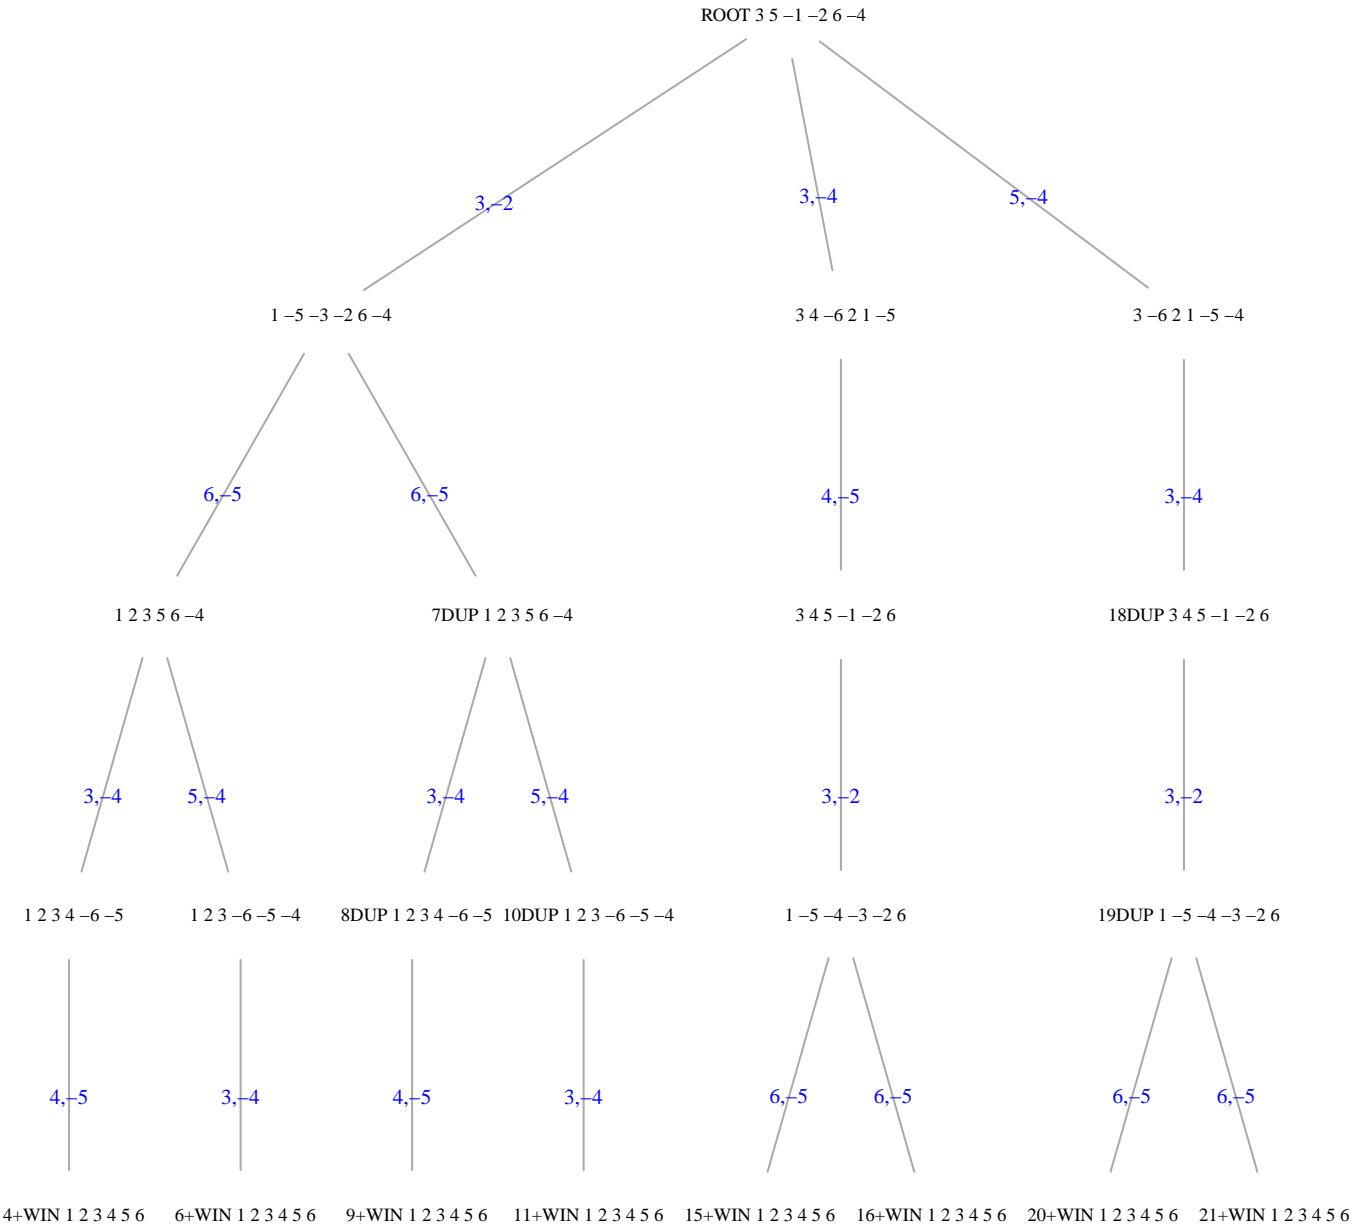 ROOT 3 5 –1 –2 6 –4
3,–2
3,–4
5,–4
1 –5 –3 –2 6 –4
3 4 –6 2 1 –5
3 –6 2 1 –5 –4
6,–5
6,–5
4,–5
3,–4
1 2 3 5 6 –4
7DUP 1 2 3 5 6 –4
3 4 5 –1 –2 6
18DUP 3 4 5 –1 –2 6
3,–4
5,–4
3,–4
5,–4
3,–2
3,–2
1 2 3 4 –6 –5
1 2 3 –6 –5 –4
8DUP 1 2 3 4 –6 –5
10DUP 1 2 3 –6 –5 –4
1 –5 –4 –3 –2 6
19DUP 1 –5 –4 –3 –2 6
4,–5
3,–4
4,–5
3,–4
6,–5
6,–5
6,–5
6,–5
4+WIN 1 2 3 4 5 6
6+WIN 1 2 3 4 5 6
9+WIN 1 2 3 4 5 6
11+WIN 1 2 3 4 5 6
15+WIN 1 2 3 4 5 6
16+WIN 1 2 3 4 5 6
20+WIN 1 2 3 4 5 6
21+WIN 1 2 3 4 5 6